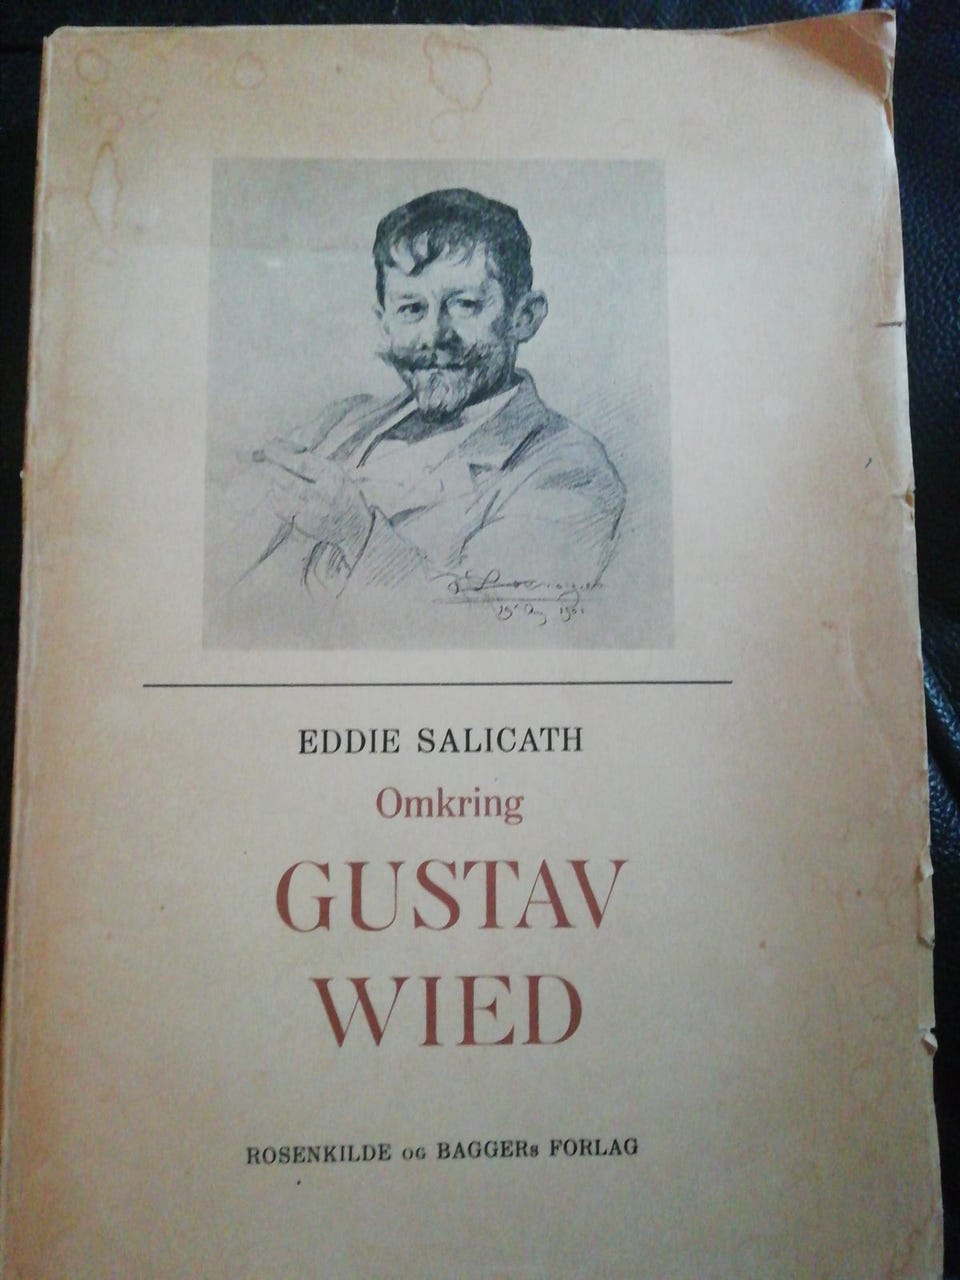 EDDIE SALICATH
Omkring
GUSTAV
WIED
ROSENKILDE OG BAGGERs FORLAG